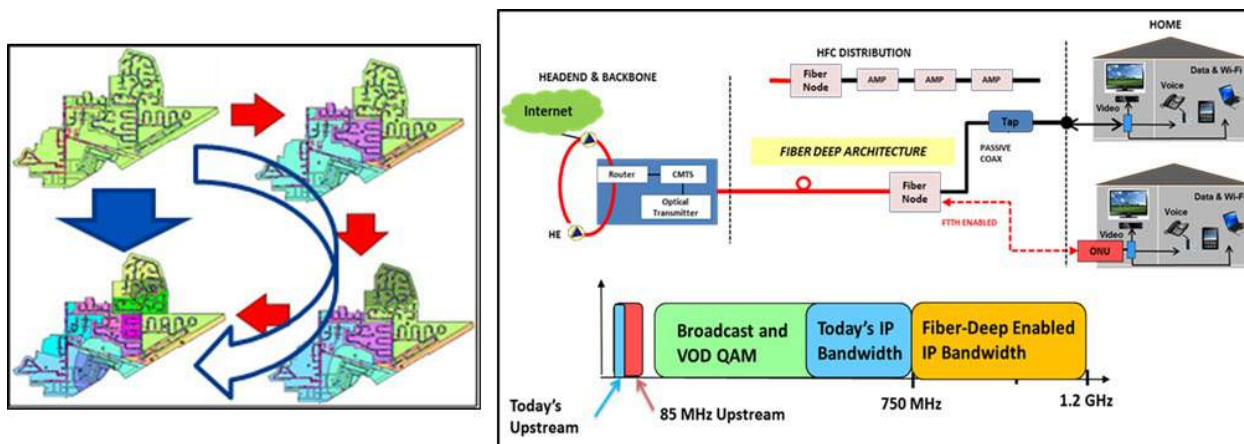 HOME
HFC DISTRIBUTION
HEADEND & BACKBONE
Fiber
Node
AMP
AMP
AMP
Data & Wi-Fi
Voice
Video
Internet
Tap
FIBER DEEP ARCHITECTURE
PASSIVE
COAX
Router
CMTS
Optical
Transmitter
Fiber
Node
HE
FTTH ENABLED
Data & Wi-Fi
Voice
Video
ONU
Broadcast and
VOD QAM
Today's IP
Bandwidth
Fiber-Deep Enabled
IP Bandwidth
Today's
Upstream
85 MHz Upstream
750 MHz
1.2 GHz